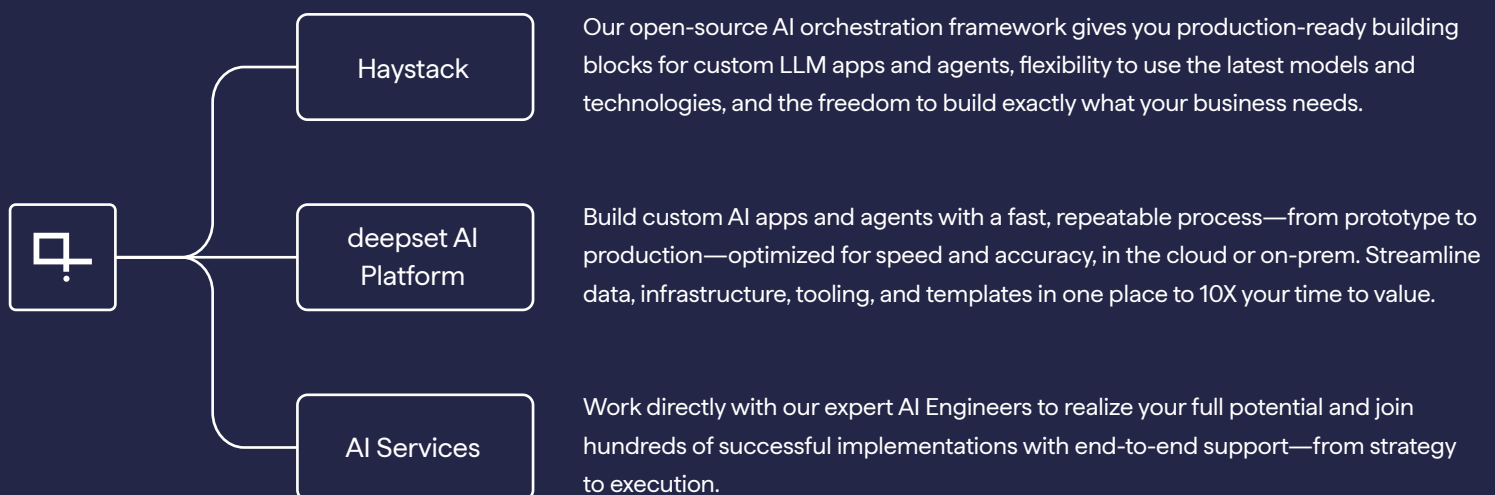 Haystack
Our open-source AI orchestration framework gives you production-ready building
blocks for custom LLM apps and agents, flexibility to use the latest models and
technologies, and the freedom to build exactly what your business needs.
deepset AI
Platform
Build custom AI apps and agents with a fast, repeatable process—from prototype to
production—optimized for speed and accuracy, in the cloud or on-prem. Streamline
data, infrastructure, tooling, and templates in one place to 10X your time to value.
AI Services
Work directly with our expert AI Engineers to realize your full potential and join
hundreds of successful implementations with end-to-end support—from strategy
to execution.